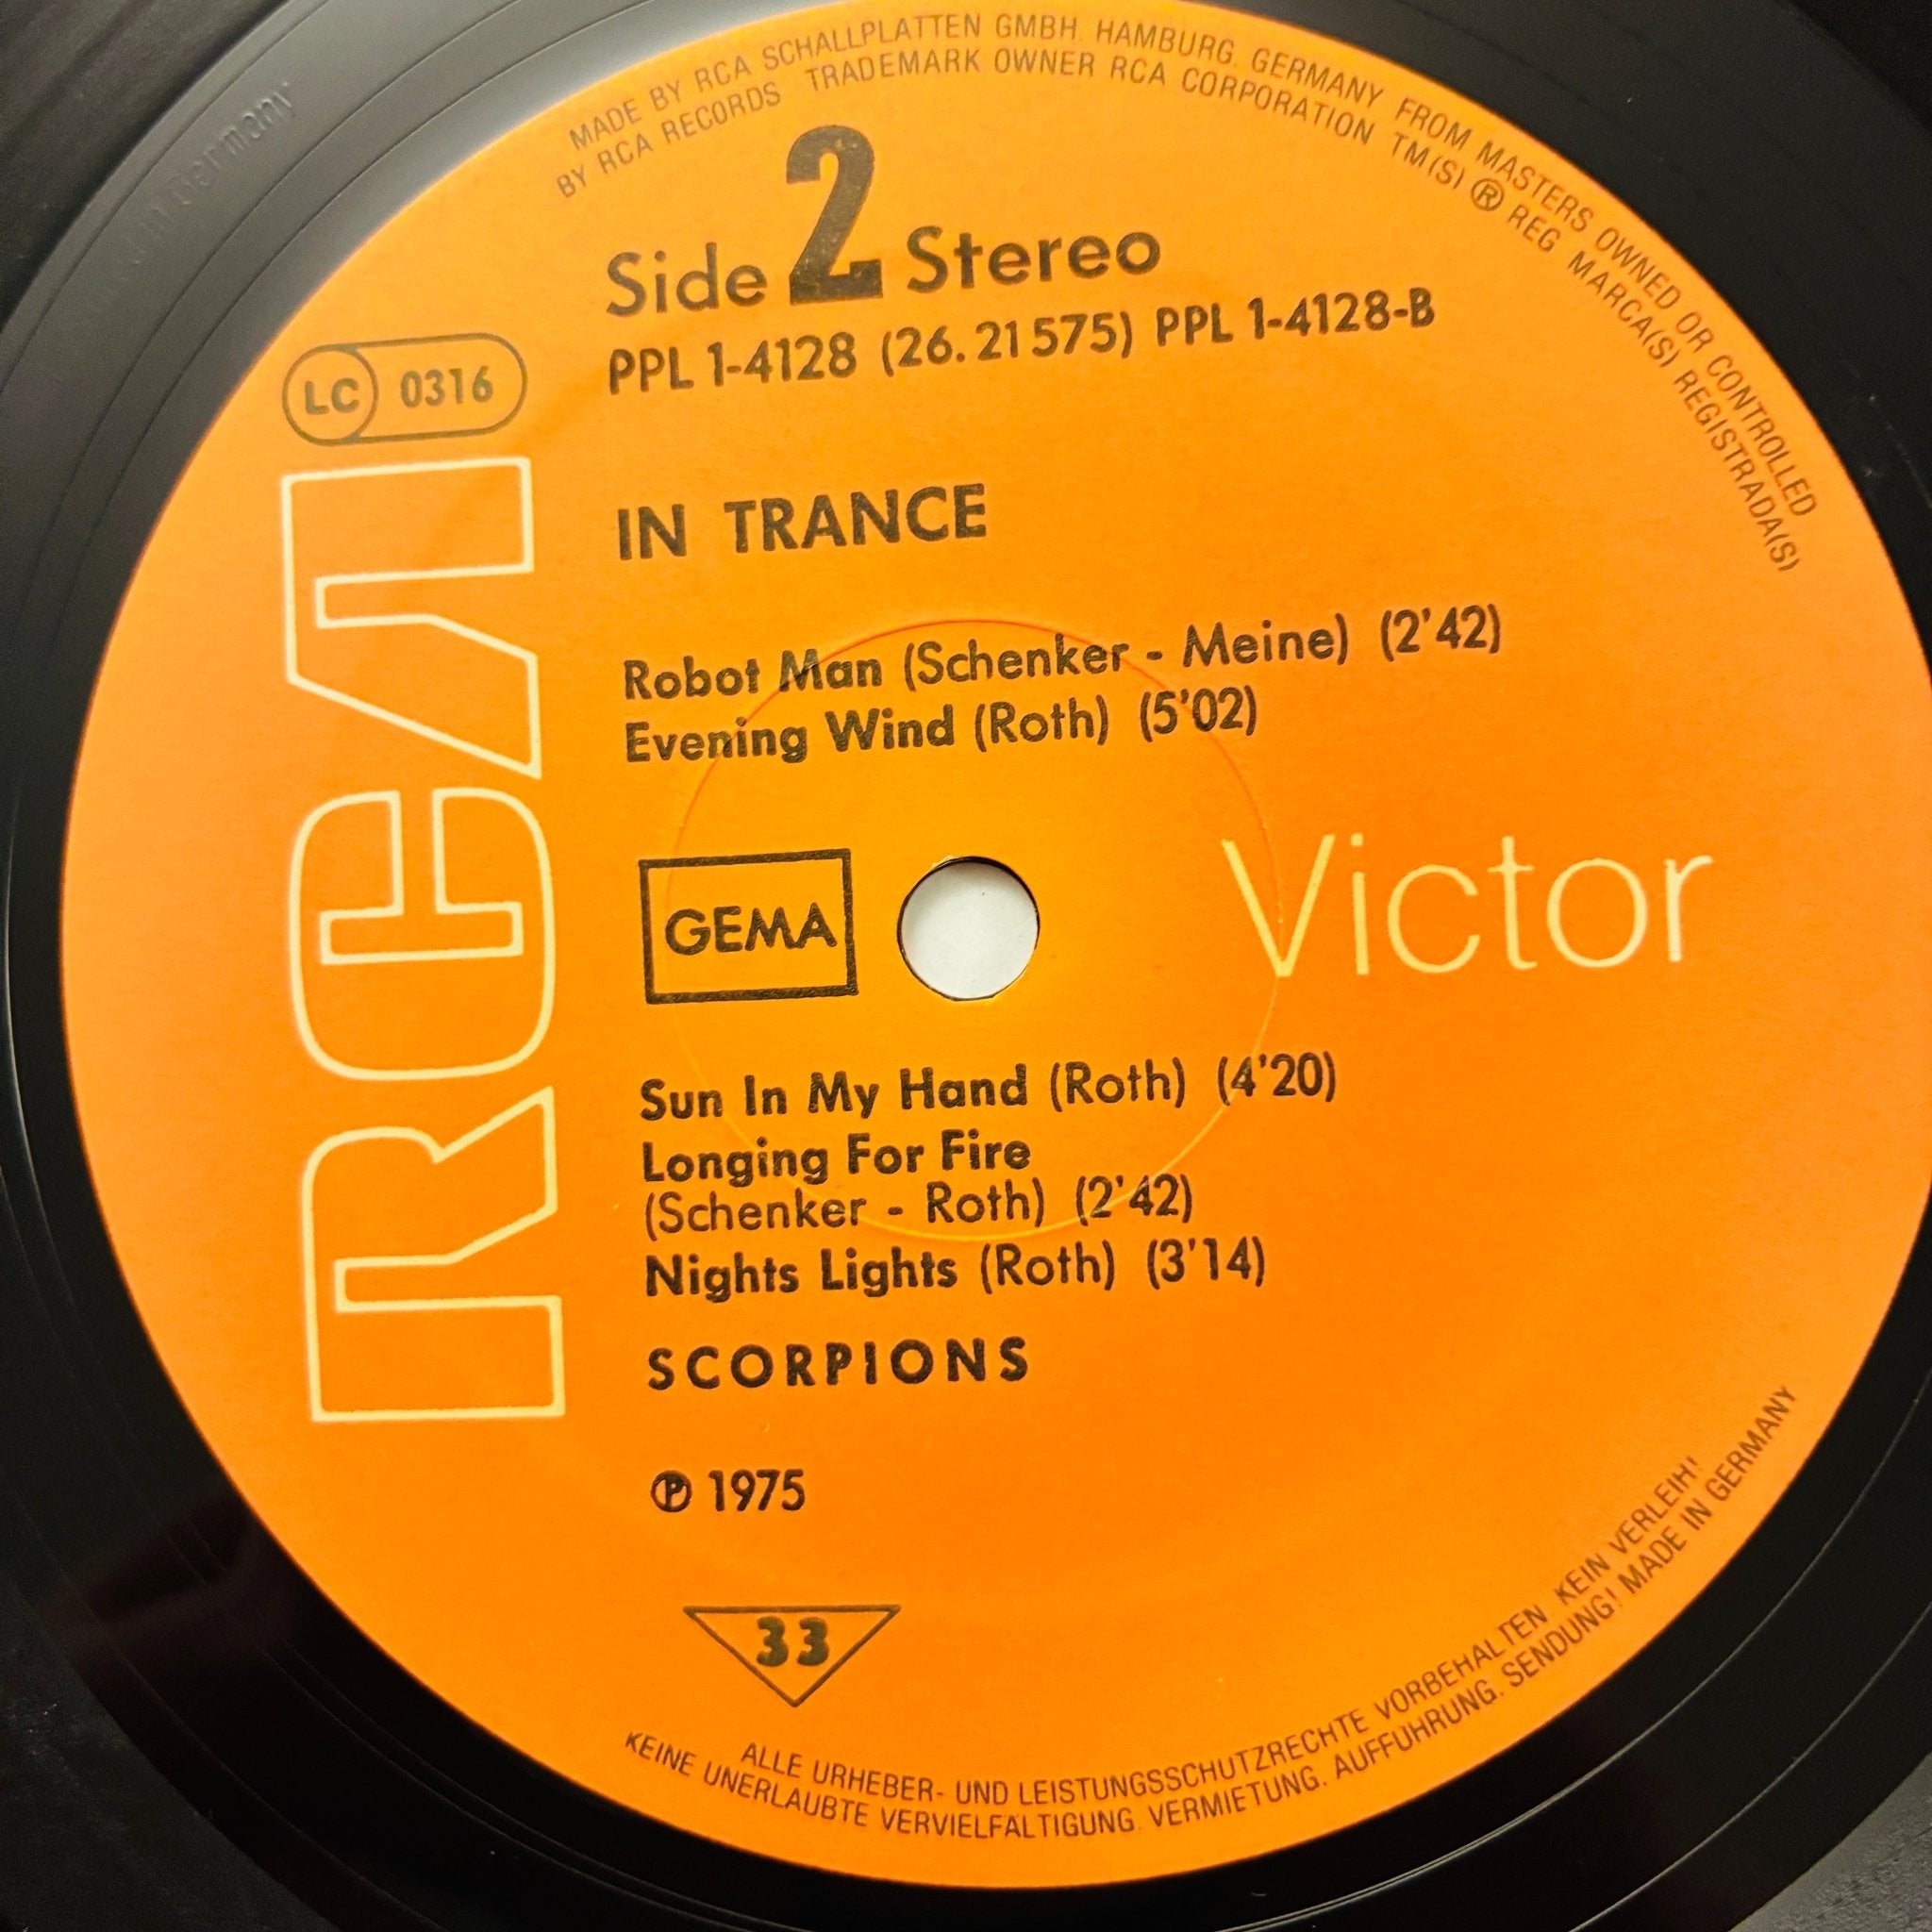 MADE BY RCA SCHALLPLATTEN GMBH. HAMBURG. GERMANY FROM MASTERS OWNED OR CONTROLLED
BY RCA RECORDS TRADEMARK OWNER RCA CORPORATION TM(S) ® REG MARCA(S) REGISTRADA(S)
in Germany
Side 2 Stereo
PPL 1-4128 (26.21575) PPL 1-4128-B
LC 0316
RCA
IN TRANCE
Robot Man (Schenker - Meine) (2'42)
Evening Wind (Roth) (5'02)
GEMA
Victor
Sun In My Hand (Roth) (4'20)
Longing For Fire
(Schenker - Roth) (2'42)
Nights Lights (Roth) (3'14)
SCORPIONS
℗ 1975
33
ALLE URHEBER- UND LEISTUNGSSCHUTZRECHTE VORBEHALTEN. KEIN VERLEIH!
KEINE UNERLAUBTE VERVIELFÄLTIGUNG. VERMIETUNG. AUFFÜHRUNG. SENDUNG! MADE IN GERMANY